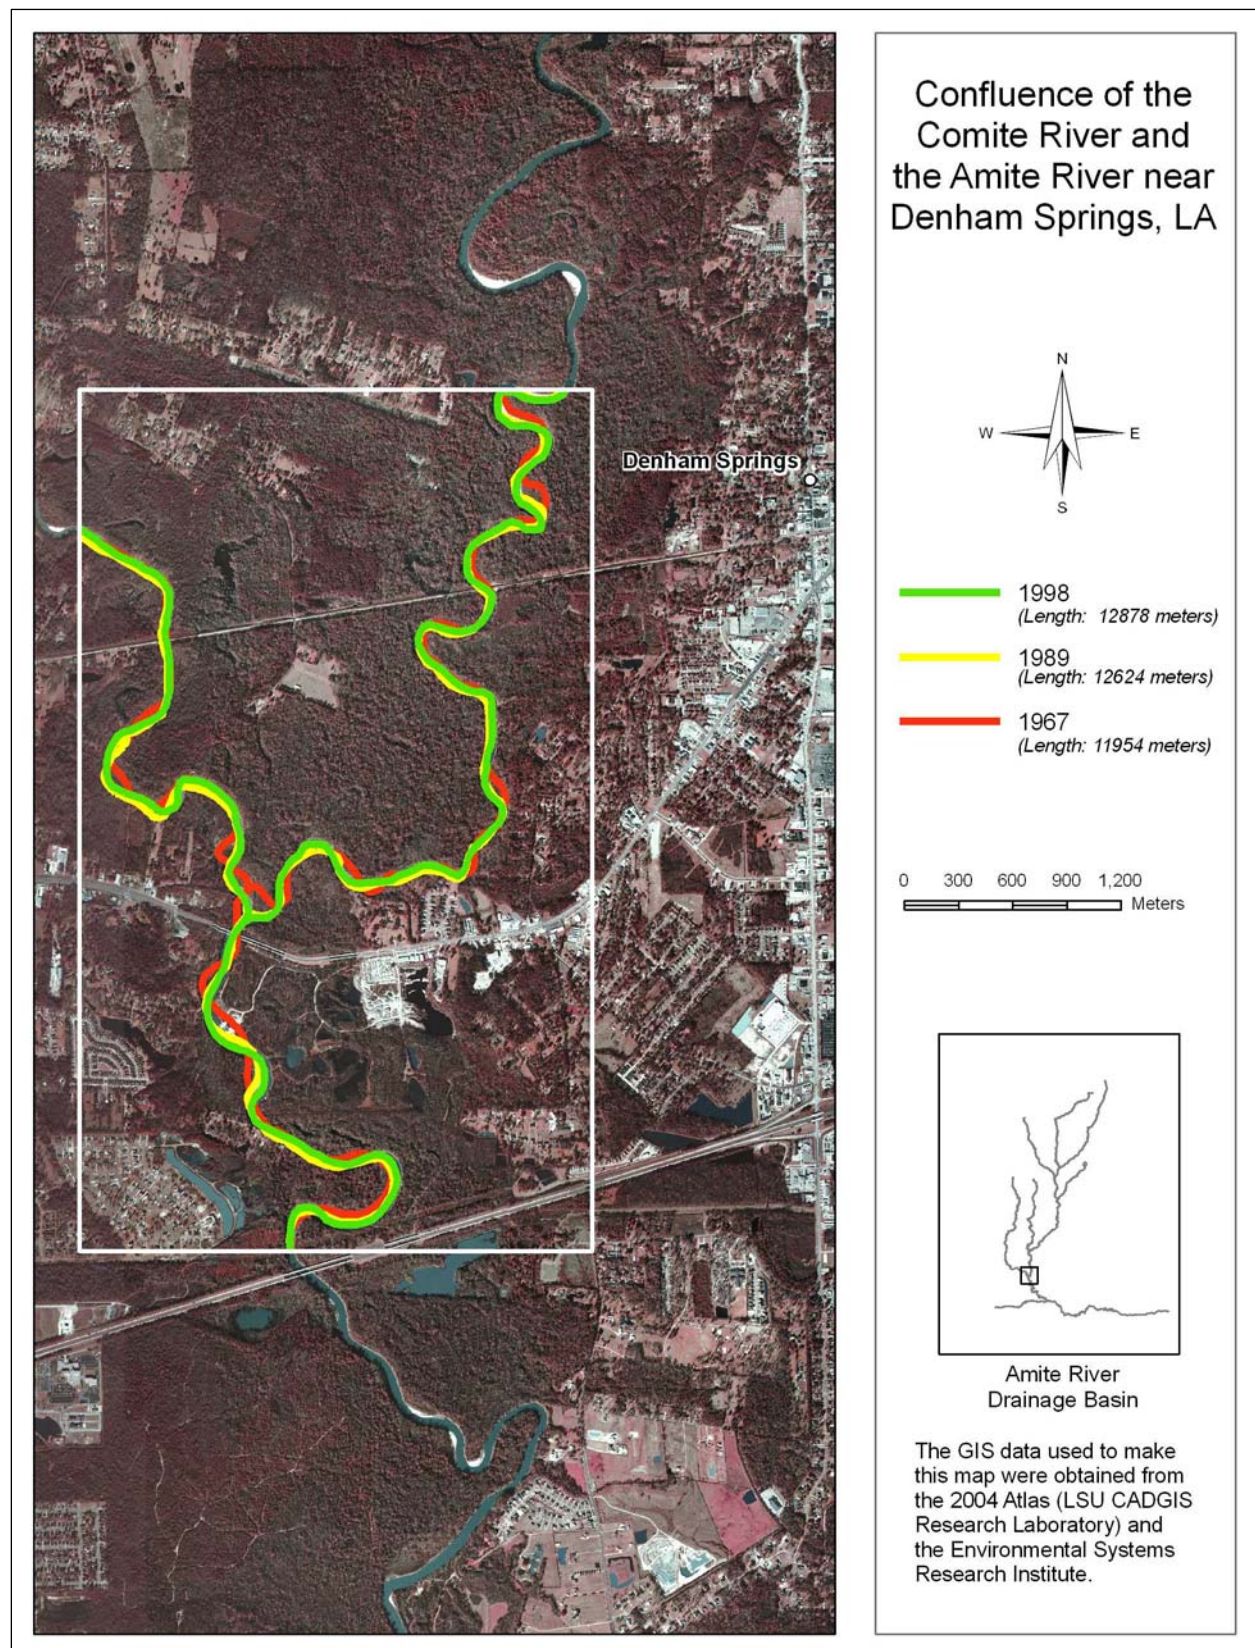 Confluence of the
Comite River and
the Amite River near
Denham Springs, LA
N
W
E
S
Denham Springs
1998
(Length: 12878 meters)
1989
(Length: 12624 meters)
1967
(Length: 11954 meters)
0 300 600 900 1,200
Meters
Amite River
Drainage Basin
The GIS data used to make
this map were obtained from
the 2004 Atlas (LSU CADGIS
Research Laboratory) and
the Environmental Systems
Research Institute.